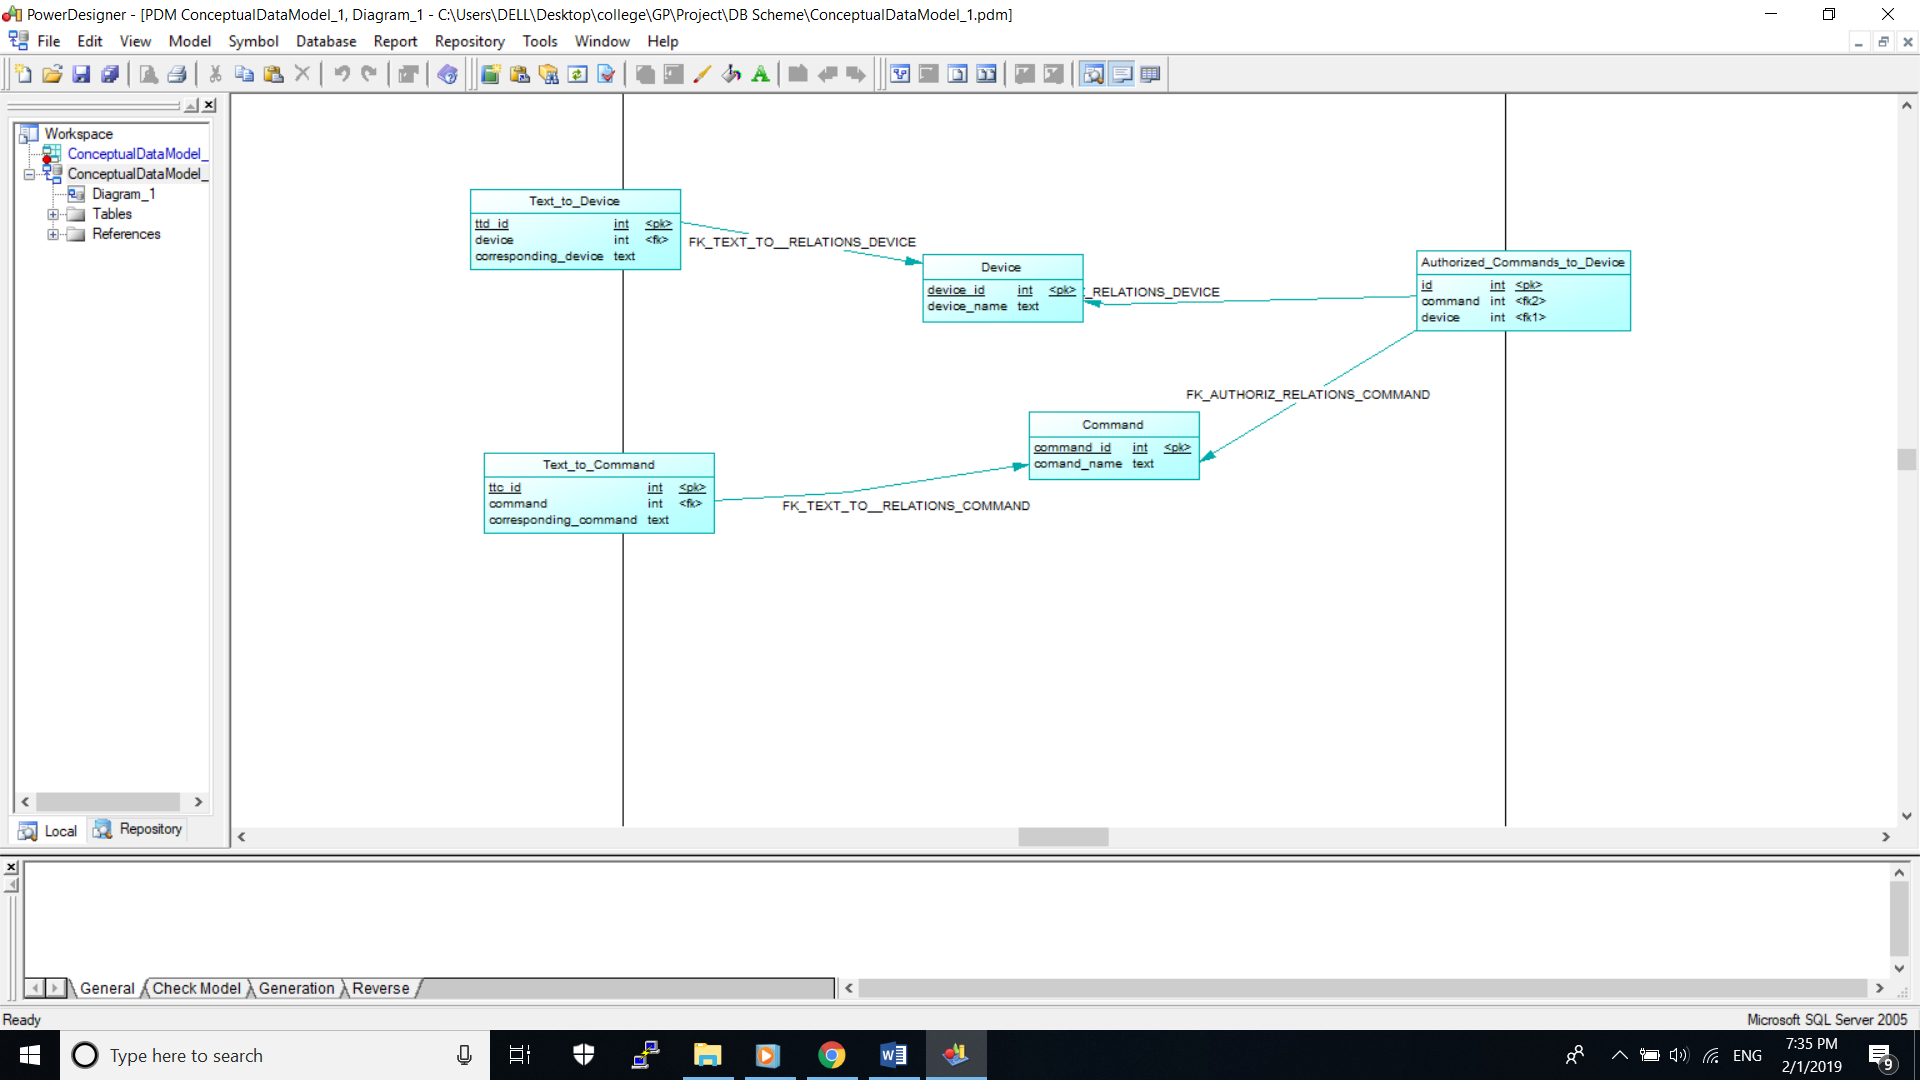 PowerDesigner - [PDM ConceptualDataModel_1, Diagram_1 - C:\Users\DELL\Desktop\college\GP\Project\DB Scheme\ConceptualDataModel_1.pdm]
File Edit View Model Symbol Database Report Repository Tools Window Help
Workspace
ConceptualDataModel_
ConceptualDataModel_
Diagram_1
Tables
References
Local Repository
Text_to_Device
ttd_id int <pk>
device int <fk>
corresponding_device text
FK_TEXT_TO__RELATIONS_DEVICE
Device
device_id int <pk>
device_name text
_RELATIONS_DEVICE
Authorized_Commands_to_Device
id int <pk>
command int <fk2>
device int <fk1>
FK_AUTHORIZ_RELATIONS_COMMAND
Command
command_id int <pk>
comand_name text
Text_to_Command
ttc_id int <pk>
command int <fk>
corresponding_command text
FK_TEXT_TO__RELATIONS_COMMAND
General Check Model Generation Reverse
Ready
Microsoft SQL Server 2005
Type here to search
ENG
7:35 PM
2/1/2019
9